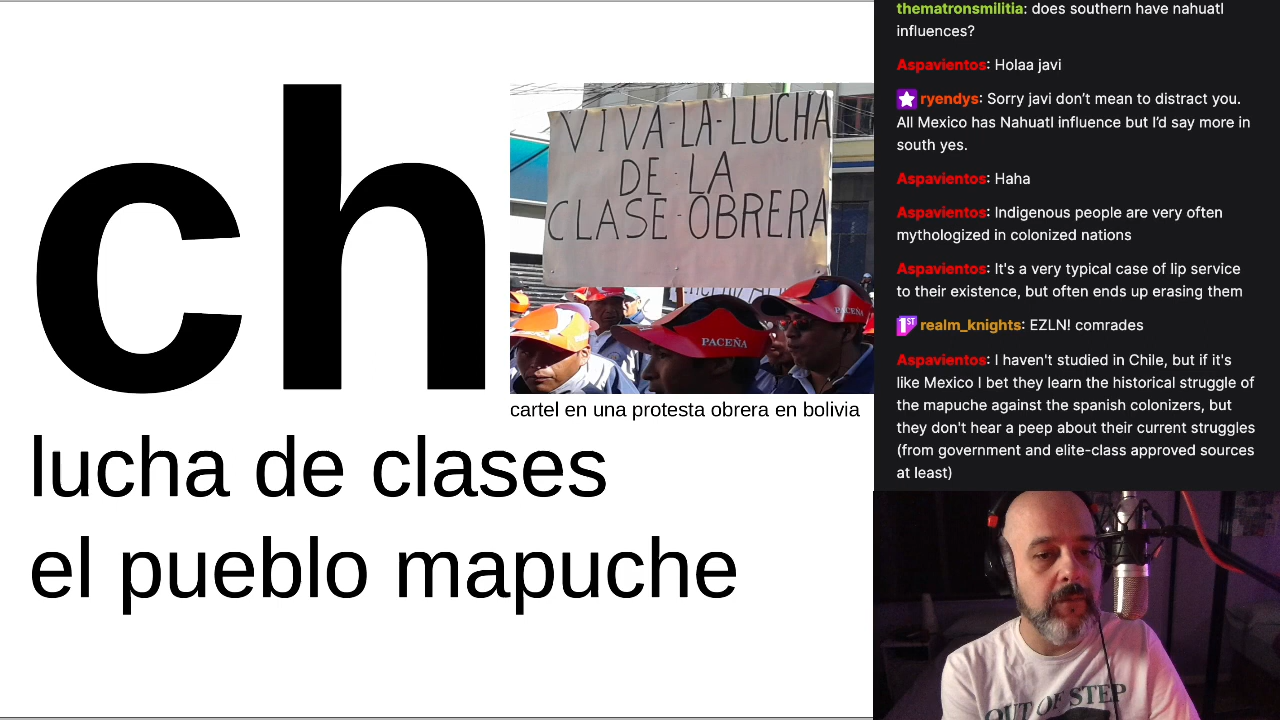 ch
VIVA-LA-LUCHA
DE·LA
CLASE·OBRERA
PACEÑA
PACEÑA
cartel en una protesta obrera en bolivia
lucha de clases
el pueblo mapuche
thematronsmilitia: does southern have nahuatl
influences?
Aspavientos: Holaa javi
ryendys: Sorry javi don’t mean to distract you.
All Mexico has Nahuatl influence but I’d say more in
south yes.
Aspavientos: Haha
Aspavientos: Indigenous people are very often
mythologized in colonized nations
Aspavientos: It's a very typical case of lip service
to their existence, but often ends up erasing them
1ST realm_knights: EZLN! comrades
Aspavientos: I haven't studied in Chile, but if it's
like Mexico I bet they learn the historical struggle of
the mapuche against the spanish colonizers, but
they don't hear a peep about their current struggles
(from government and elite-class approved sources
at least)
OUT OF STEP